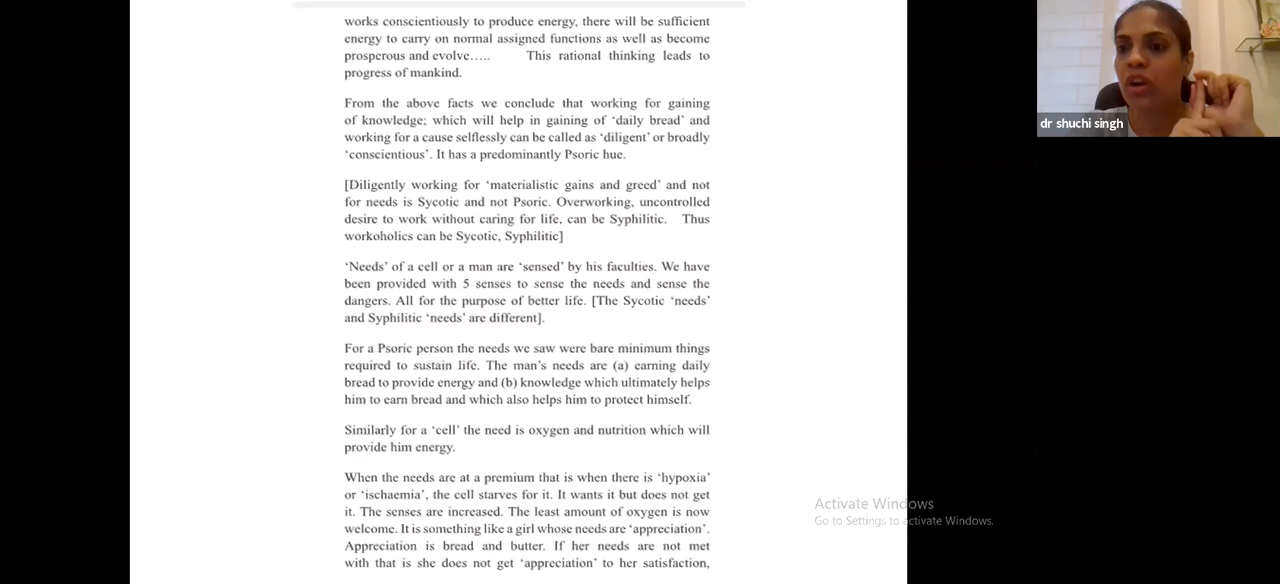 works conscientiously to produce energy, there will be sufficient
energy to carry on normal assigned functions as well as become
prosperous and evolve….. This rational thinking leads to
progress of mankind.
From the above facts we conclude that working for gaining
of knowledge; which will help in gaining of ‘daily bread’ and
working for a cause selflessly can be called as ‘diligent’ or broadly
‘conscientious’. It has a predominantly Psoric hue.
[Diligently working for ‘materialistic gains and greed’ and not
for needs is Sycotic and not Psoric. Overworking, uncontrolled
desire to work without caring for life, can be Syphilitic. Thus
workoholics can be Sycotic, Syphilitic]
‘Needs’ of a cell or a man are ‘sensed’ by his faculties. We have
been provided with 5 senses to sense the needs and sense the
dangers. All for the purpose of better life. [The Sycotic ‘needs’
and Syphilitic ‘needs’ are different].
For a Psoric person the needs we saw were bare minimum things
required to sustain life. The man’s needs are (a) earning daily
bread to provide energy and (b) knowledge which ultimately helps
him to earn bread and which also helps him to protect himself.
Similarly for a ‘cell’ the need is oxygen and nutrition which will
provide him energy.
When the needs are at a premium that is when there is ‘hypoxia’
or ‘ischaemia’, the cell starves for it. It wants it but does not get
it. The senses are increased. The least amount of oxygen is now
welcome. It is something like a girl whose needs are ‘appreciation’.
Appreciation is bread and butter. If her needs are not met
with that is she does not get ‘appreciation’ to her satisfaction,
dr shuchi singh
Activate Windows
Go to Settings to activate Windows.